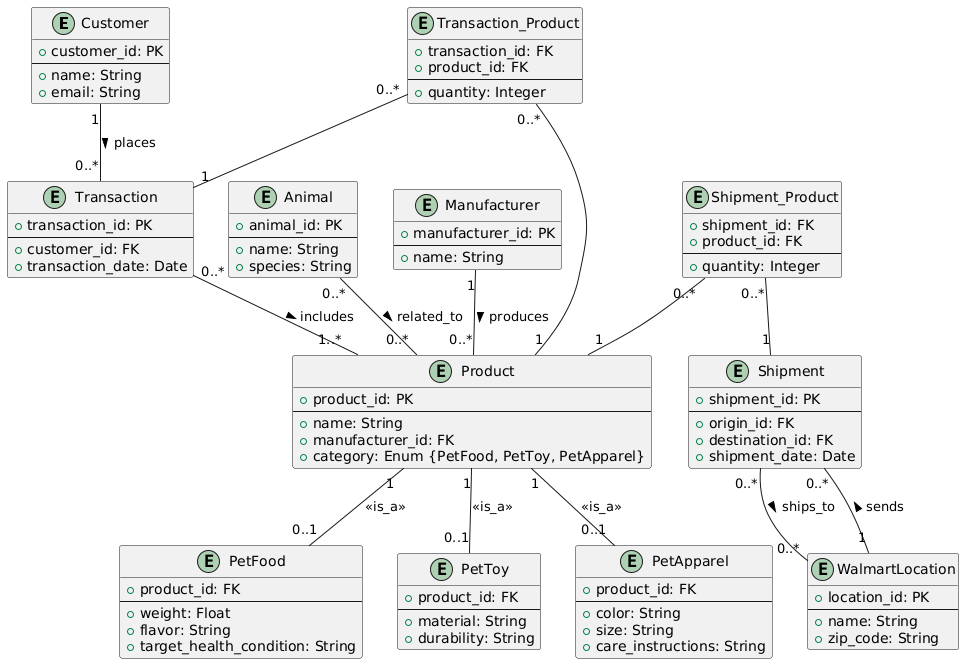 E Customer
customer_id: PK
name: String
email: String
E Transaction_Product
transaction_id: FK
product_id: FK
quantity: Integer
0..*
1
0..*
1
places
0..*
E Transaction
transaction_id: PK
customer_id: FK
transaction_date: Date
E Animal
animal_id: PK
name: String
species: String
E Manufacturer
manufacturer_id: PK
name: String
E Shipment_Product
shipment_id: FK
product_id: FK
quantity: Integer
0..*
includes
1..*
0..*
related_to
0..*
1
produces
0..*
1
0..*
1
0..*
1
E Product
product_id: PK
name: String
manufacturer_id: FK
category: Enum {PetFood, PetToy, PetApparel}
E Shipment
shipment_id: PK
origin_id: FK
destination_id: FK
shipment_date: Date
1
«is_a»
0..1
1
«is_a»
0..1
1
«is_a»
0..1
0..*
ships_to
0..*
0..*
sends
1
E PetFood
product_id: FK
weight: Float
flavor: String
target_health_condition: String
E PetToy
product_id: FK
material: String
durability: String
E PetApparel
product_id: FK
color: String
size: String
care_instructions: String
E WalmartLocation
location_id: PK
name: String
zip_code: String